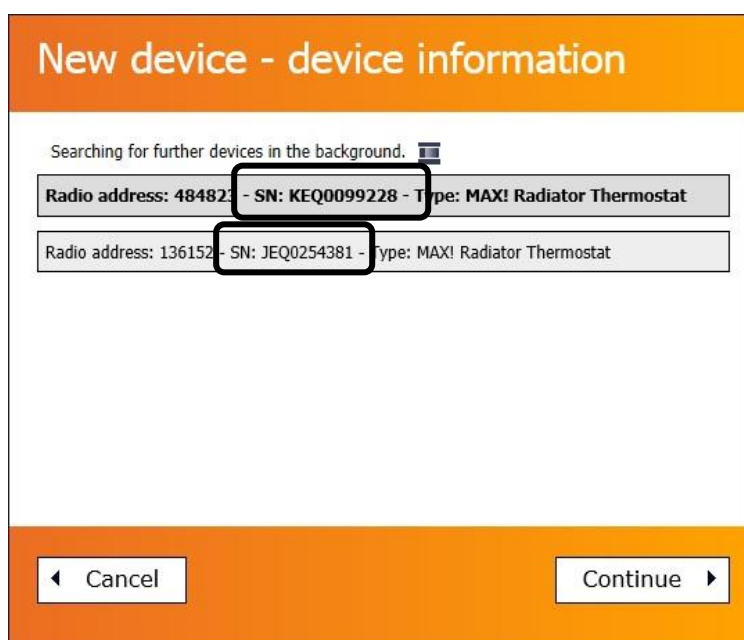 New device - device information
Searching for further devices in the background.
Radio address: 484823 - SN: KEQ0099228 - Type: MAX! Radiator Thermostat
Radio address: 136152 - SN: JEQ0254381 - Type: MAX! Radiator Thermostat
Cancel
Continue